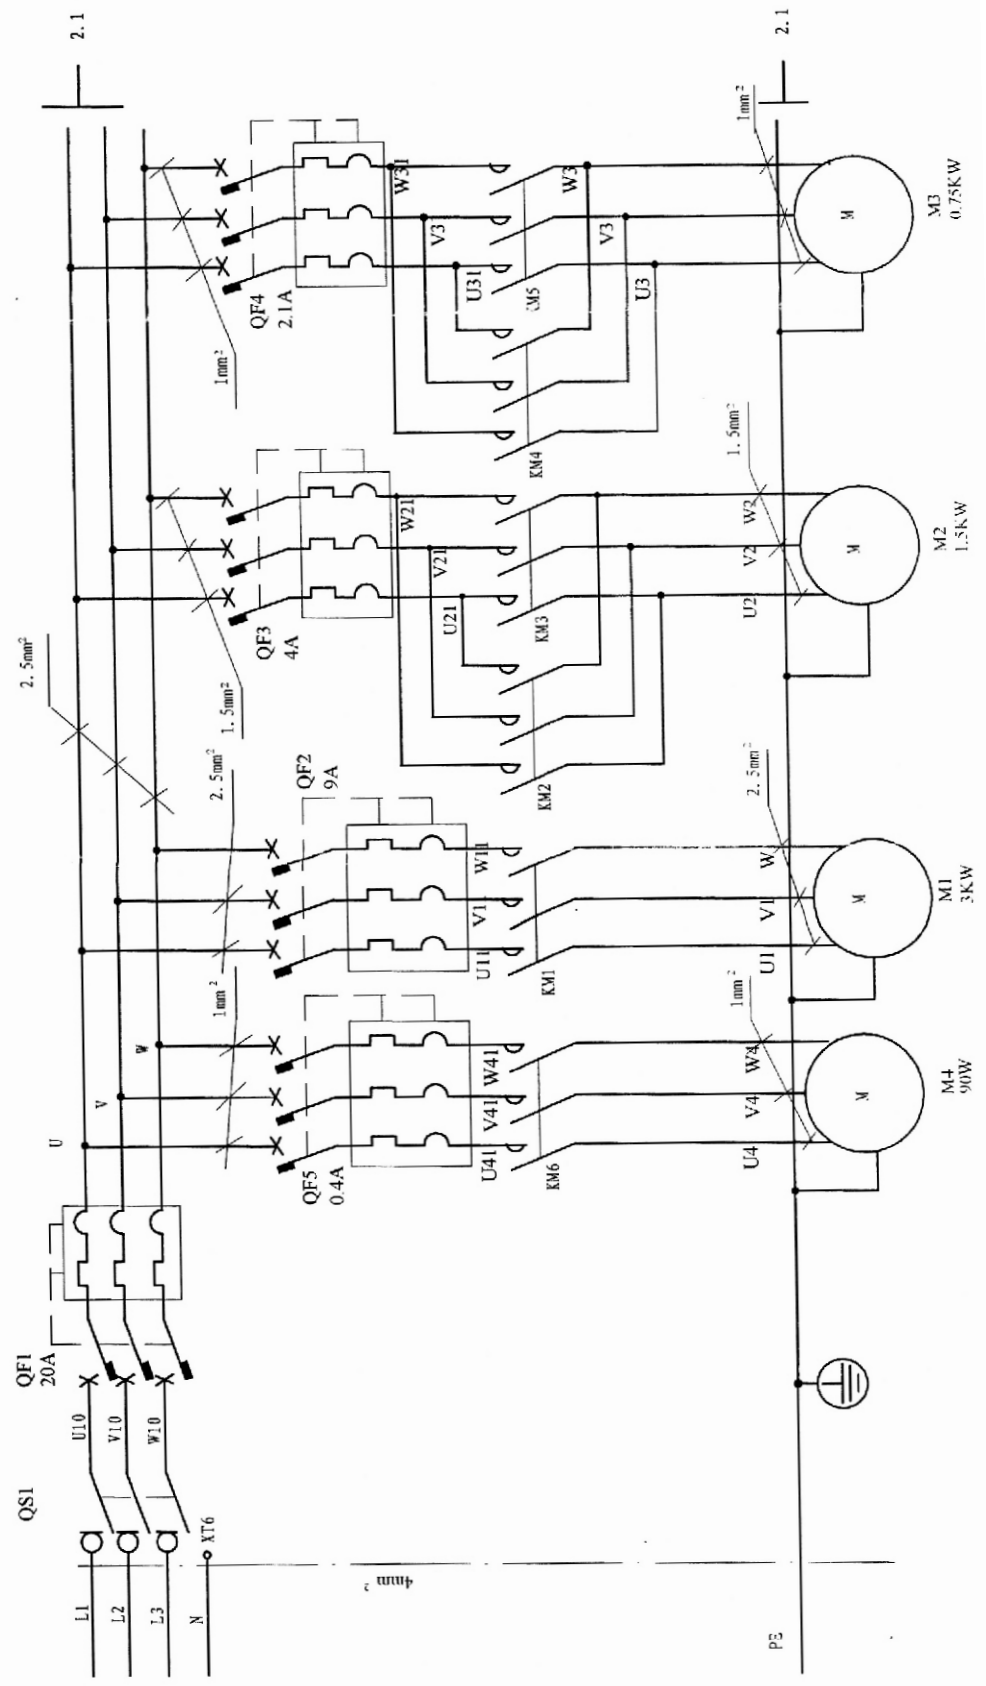 L1
L2
L3
N
PE
4mm²
XT6
QS1
U10
V10
W10
QF1
20A
U
V
W
2.5mm²
2.1
QF5
0.4A
1mm²
U41
V41
W41
KM6
U4
V4
W4
1mm²
M
M4
90W
QF2
9A
2.5mm²
U11
V11
W11
KM1
U1
V1
W
2.5mm²
M
M1
3KW
QF3
4A
1.5mm²
U21
V21
W21
KM2
KM3
U2
V2
W2
1.5mm²
M
M2
1.5KW
QF4
2.1A
1mm²
U31
V3
W31
KM4
KM5
U3
V3
W3
1mm²
M
M3
0.75KW
2.1